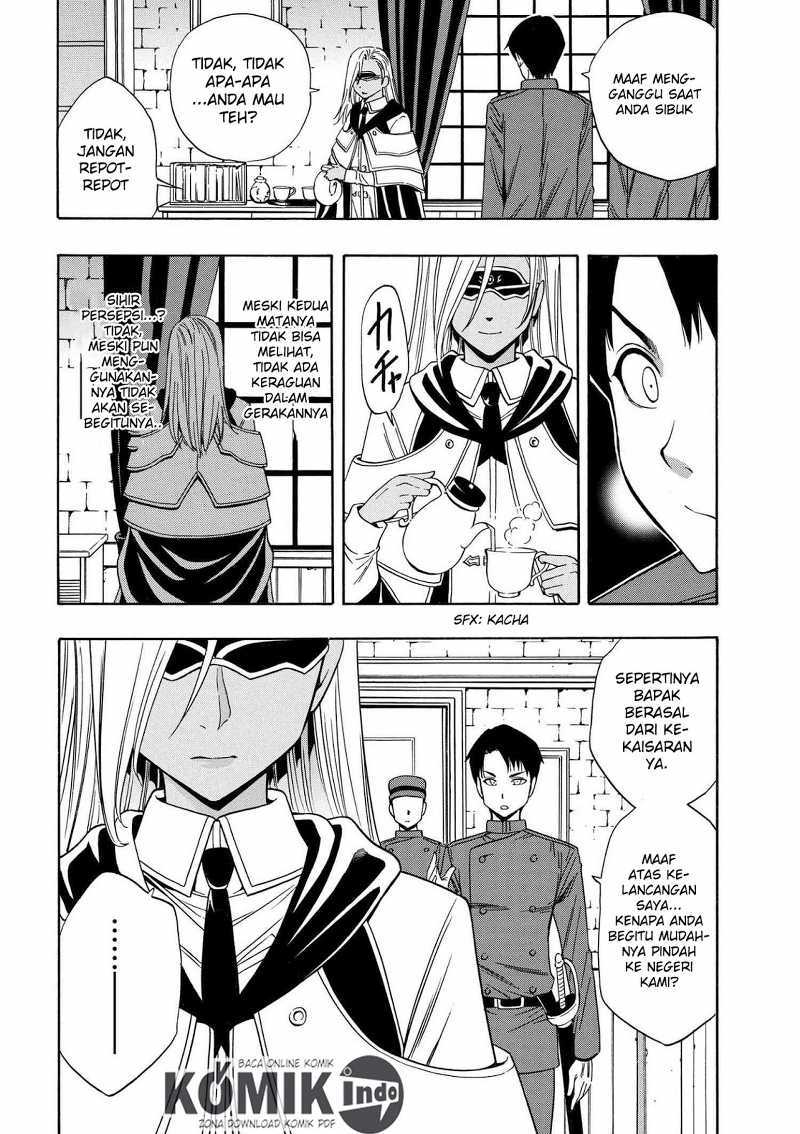 MAAF MENG-
GANGGU SAAT
ANDA SIBUK
TIDAK, TIDAK
APA-APA
...ANDA MAU
TEH?
TIDAK,
JANGAN
REPOT-
REPOT
カチャ
SFX: KACHA
MESKI KEDUA
MATANYA
TIDAK BISA
MELIHAT,
TIDAK ADA
KERAGUAN
DALAM
GERAKANNYA
SIHIR
PERSEPSI...?
TIDAK,
MESKI PUN
MENG-
GUNAKAN-
NYA TIDAK
AKAN SE-
BEGITUNYA..
SEPERTINYA
BAPAK
BERASAL
DARI KE-
KAISARAN
YA.
MAAF
ATAS KE-
LANCANGAN
SAYA...
KENAPA ANDA
BEGITU MUDAH-
NYA PINDAH
KE NEGERI
KAMI?
BACA ONLINE KOMIK
KOMIK indo
ZONA DOWNLOAD KOMIK PDF